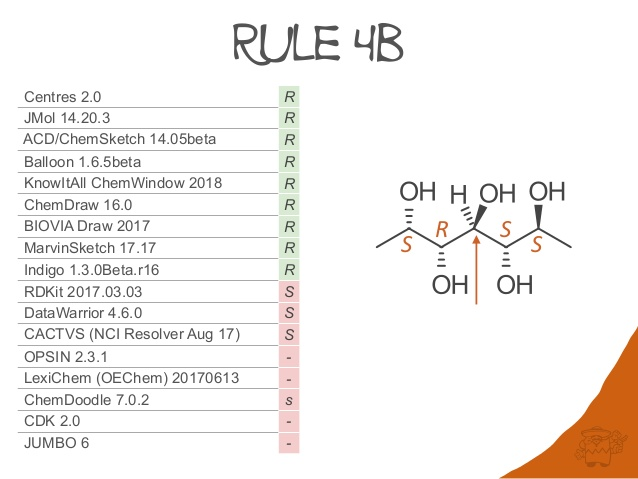 RULE 4B
Centres 2.0 R
JMol 14.20.3 R
ACD/ChemSketch 14.05beta R
Balloon 1.6.5beta R
KnowItAll ChemWindow 2018 R
ChemDraw 16.0 R
BIOVIA Draw 2017 R
MarvinSketch 17.17 R
Indigo 1.3.0Beta.r16 R
RDKit 2017.03.03 S
DataWarrior 4.6.0 S
CACTVS (NCI Resolver Aug 17) S
OPSIN 2.3.1 -
LexiChem (OEChem) 20170613 -
ChemDoodle 7.0.2 s
CDK 2.0 -
JUMBO 6 -
OH H OH OH
S R S S
OH OH